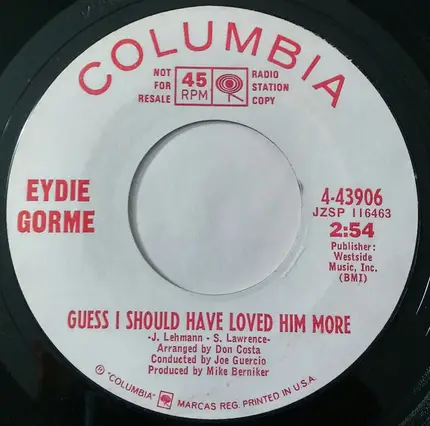 COLUMBIA
NOT FOR RESALE
45 RPM
RADIO STATION COPY
EYDIE GORME
4-43906
JZSP 116463
2:54
Publisher:
Westside
Music, Inc.
(BMI)
GUESS I SHOULD HAVE LOVED HIM MORE
-J. Lehmann - S. Lawrence-
Arranged by Don Costa
Conducted by Joe Guercio
Produced by Mike Berniker
® "COLUMBIA" MARCAS REG. PRINTED IN U.S.A.